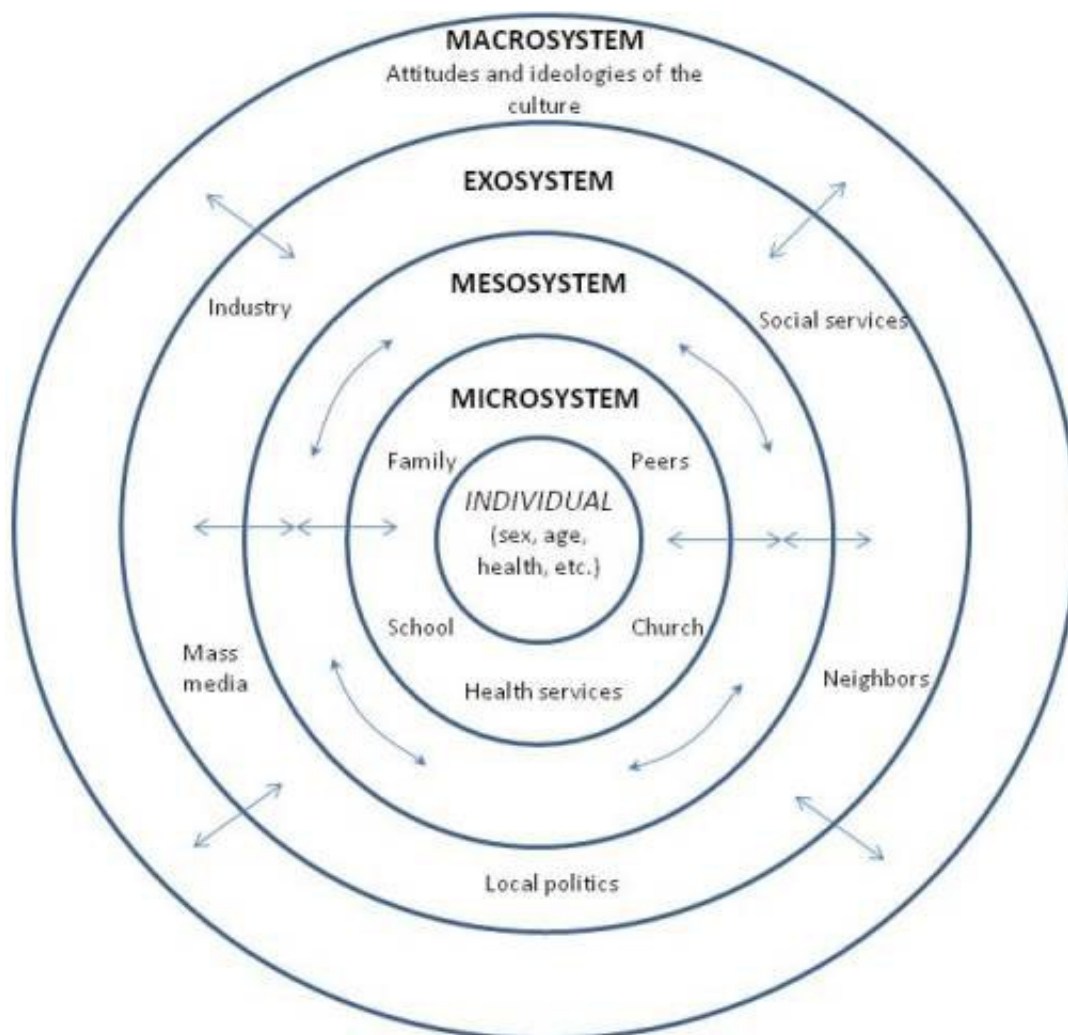 MACROSYSTEM
Attitudes and ideologies of the
culture
EXOSYSTEM
MESOSYSTEM
Industry
Social services
MICROSYSTEM
Family
Peers
INDIVIDUAL
(sex, age,
health, etc.)
School
Church
Mass
media
Health services
Neighbors
Local politics